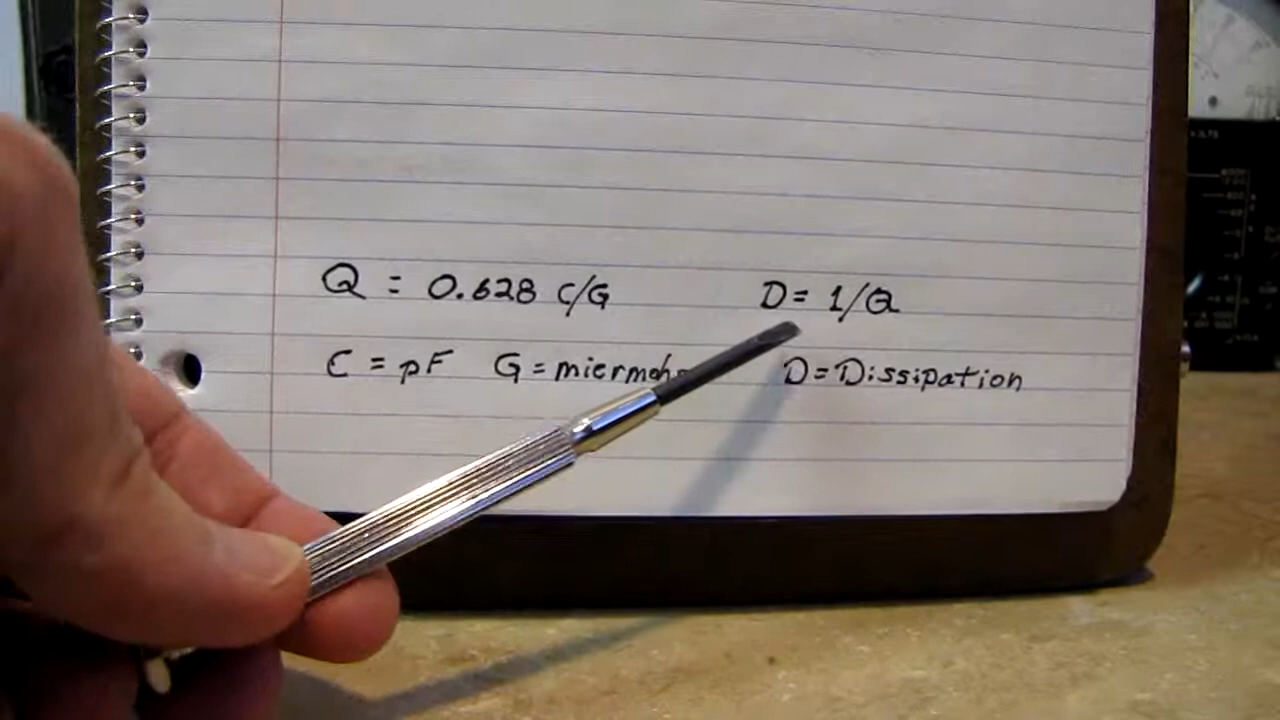 Q = 0.628 C/G D = 1/Q
C = pF G = D = Dissipation